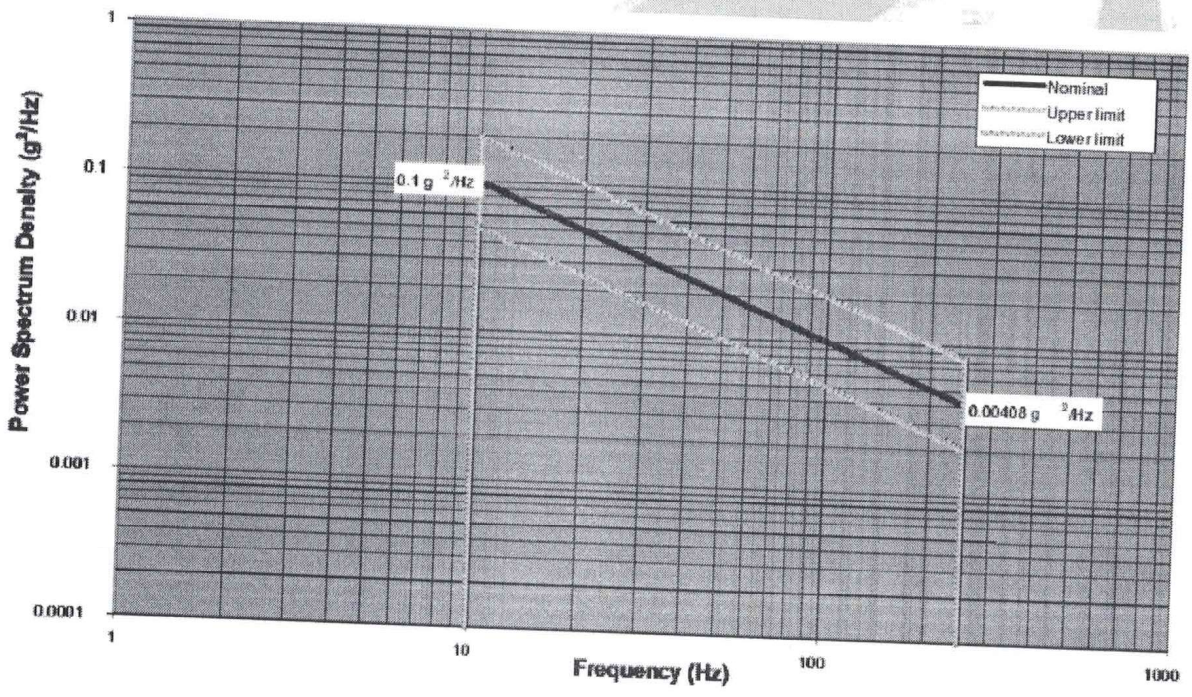 Power Spectrum Density (g²/Hz)
1
0.1
0.01
0.001
0.0001
Nominal
Upper limit
Lower limit
0.1 g ²/Hz
0.00408 g ²/Hz
1
10
100
1000
Frequency (Hz)